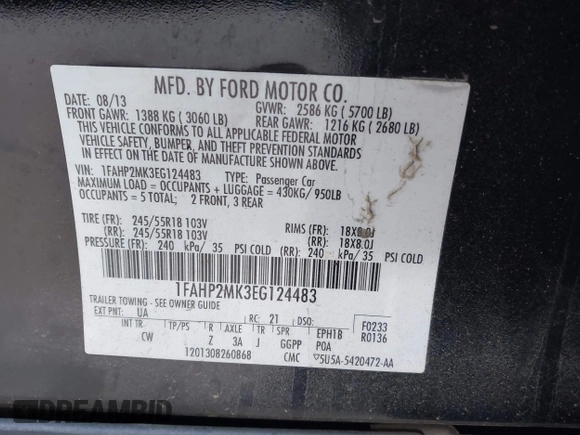 MFD. BY FORD MOTOR CO.
DATE: 08/13 GVWR: 2586 KG ( 5700 LB)
FRONT GAWR: 1388 KG ( 3060 LB) REAR GAWR: 1216 KG ( 2680 LB)
THIS VEHICLE CONFORMS TO ALL APPLICABLE FEDERAL MOTOR
VEHICLE SAFETY, BUMPER, AND THEFT PREVENTION STANDARDS
IN EFFECT ON THE DATE OF MANUFACTURE SHOWN ABOVE.
VIN: 1FAHP2MK3EG124483 TYPE: Passenger Car
MAXIMUM LOAD = OCCUPANTS + LUGGAGE = 430KG/ 950LB
OCCUPANTS = 5 TOTAL; 2 FRONT, 3 REAR
TIRE (FR): 245/55R18 103V RIMS (FR): 18X8.0J
(RR): 245/55R18 103V (RR): 18X8.0J
PRESSURE (FR): 240 kPa/ 35 PSI COLD (RR): 240 kPa/ 35 PSI COLD
1FAHP2MK3EG124483
TRAILER TOWING - SEE OWNER GUIDE
EXT PNT: UA RC: 21 DSO: F0233
INT TR TP/PS R AXLE TR SPR EPH1B R0136
CW Z 3A J GGPP P0A
1201308260868 CMC ▽5U5A-5420472-AA
DREAMBID